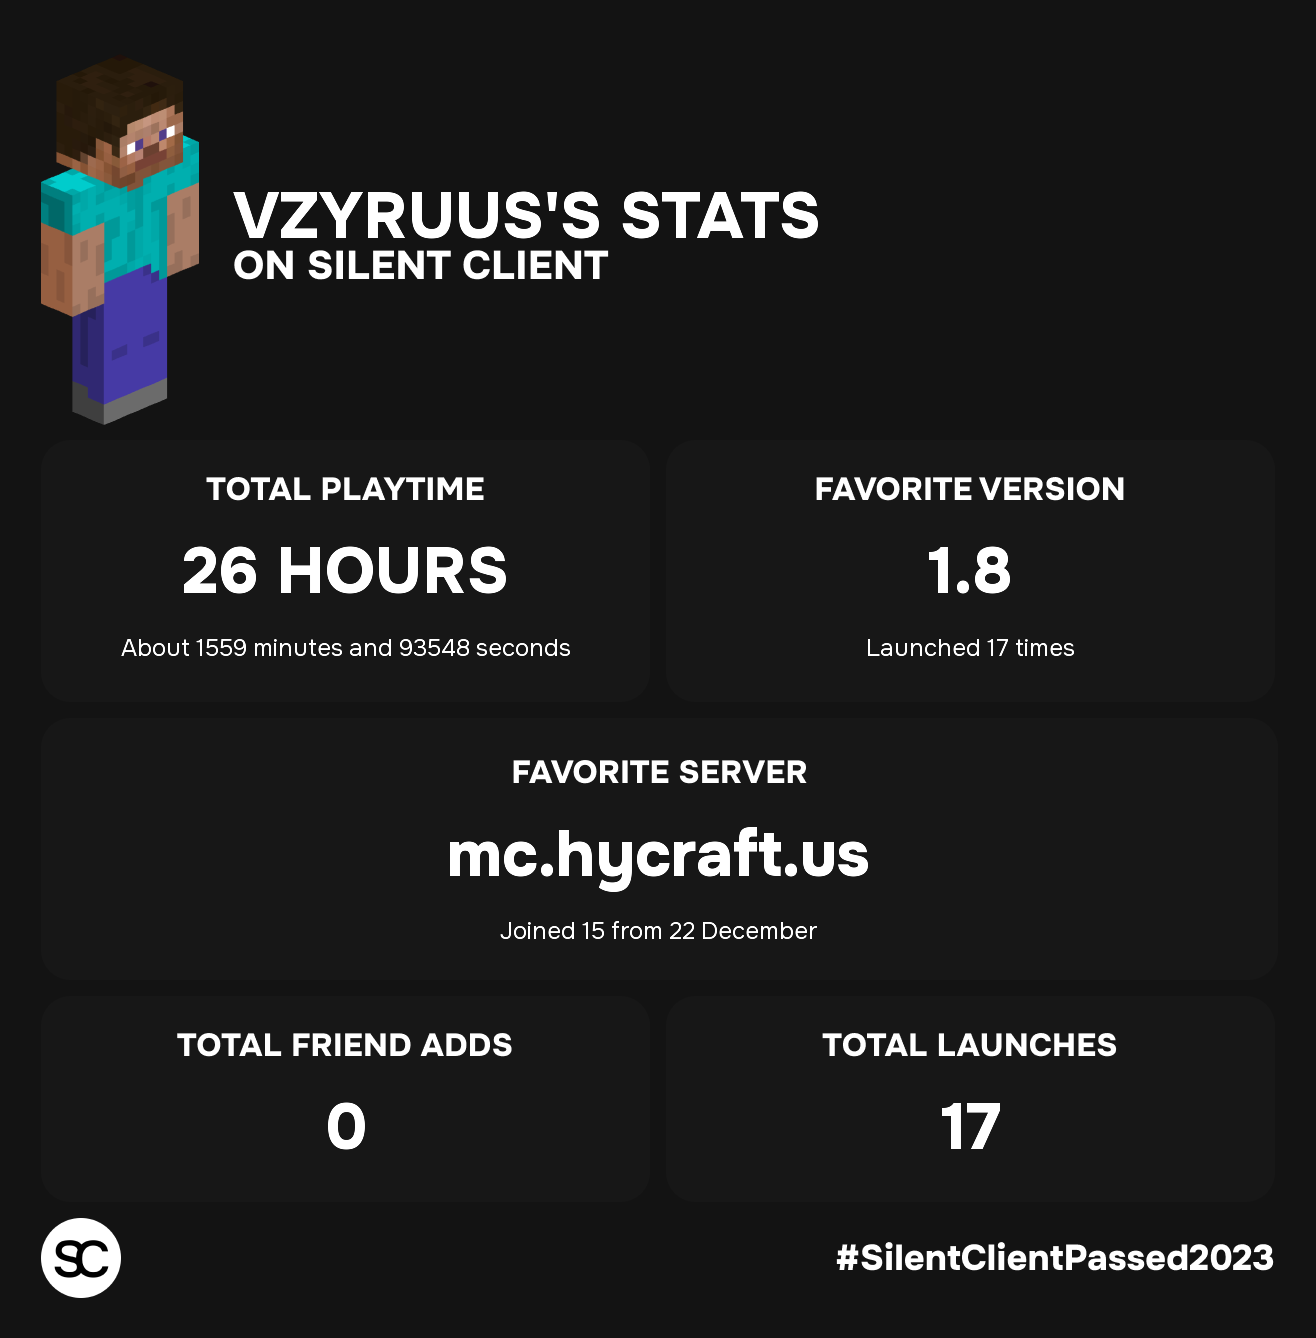 VZYRUUS'S STATS
ON SILENT CLIENT
TOTAL PLAYTIME
26 HOURS
About 1559 minutes and 93548 seconds
FAVORITE VERSION
1.8
Launched 17 times
FAVORITE SERVER
mc.hycraft.us
Joined 15 from 22 December
TOTAL FRIEND ADDS
0
TOTAL LAUNCHES
17
SC
#SilentClientPassed2023